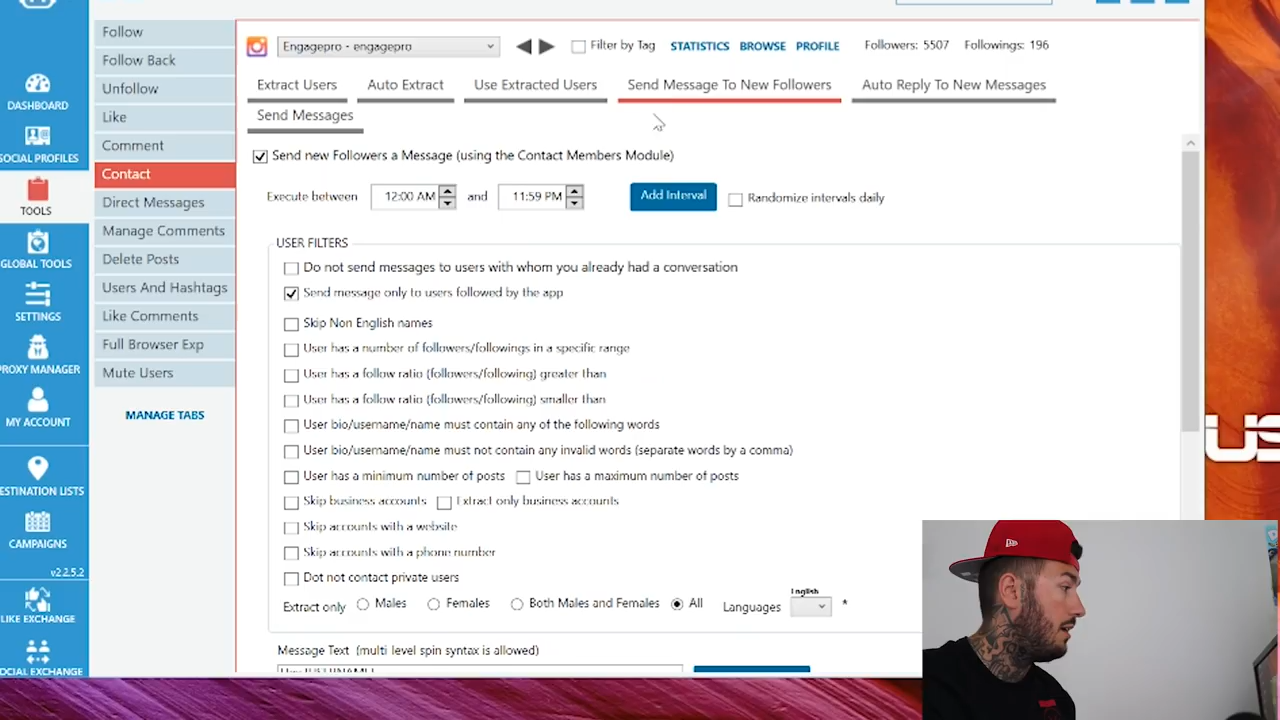 Follow
Follow Back
Unfollow
Like
Comment
Contact
Direct Messages
Manage Comments
Delete Posts
Users And Hashtags
Like Comments
Full Browser Exp
Mute Users
MANAGE TABS
DASHBOARD
SOCIAL PROFILES
TOOLS
GLOBAL TOOLS
SETTINGS
PROXY MANAGER
MY ACCOUNT
DESTINATION LISTS
CAMPAIGNS
v2.2.5.2
LIKE EXCHANGE
SOCIAL EXCHANGE
Engagepro - engagepro
Filter by Tag
STATISTICS BROWSE PROFILE
Followers: 5507 Followings: 196
Extract Users Auto Extract Use Extracted Users Send Message To New Followers Auto Reply To New Messages
Send Messages
Send new Followers a Message (using the Contact Members Module)
Execute between 12:00 AM and 11:59 PM Add Interval Randomize intervals daily
USER FILTERS
Do not send messages to users with whom you already had a conversation
Send message only to users followed by the app
Skip Non English names
User has a number of followers/followings in a specific range
User has a follow ratio (followers/following) greater than
User has a follow ratio (followers/following) smaller than
User bio/username/name must contain any of the following words
User bio/username/name must not contain any invalid words (separate words by a comma)
User has a minimum number of posts User has a maximum number of posts
Skip business accounts Extract only business accounts
Skip accounts with a website
Skip accounts with a phone number
Dot not contact private users
Extract only Males Females Both Males and Females All Languages English *
Message Text (multi level spin syntax is allowed)
US